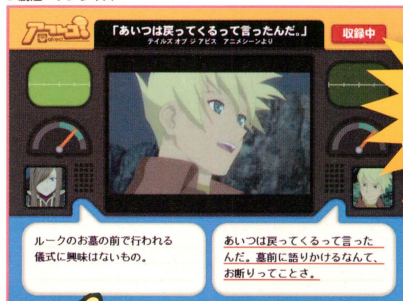 アフレコ!
「あいつは戻ってくるって言ったんだ。」
テイルズ オブ ジ アビス アニメシーンより
収録中
ルークのお墓の前で行われる
儀式に興味はないもの。
あいつは戻ってくるって言った
んだ。墓前に語りかけるなんて、
お断りってことさ。